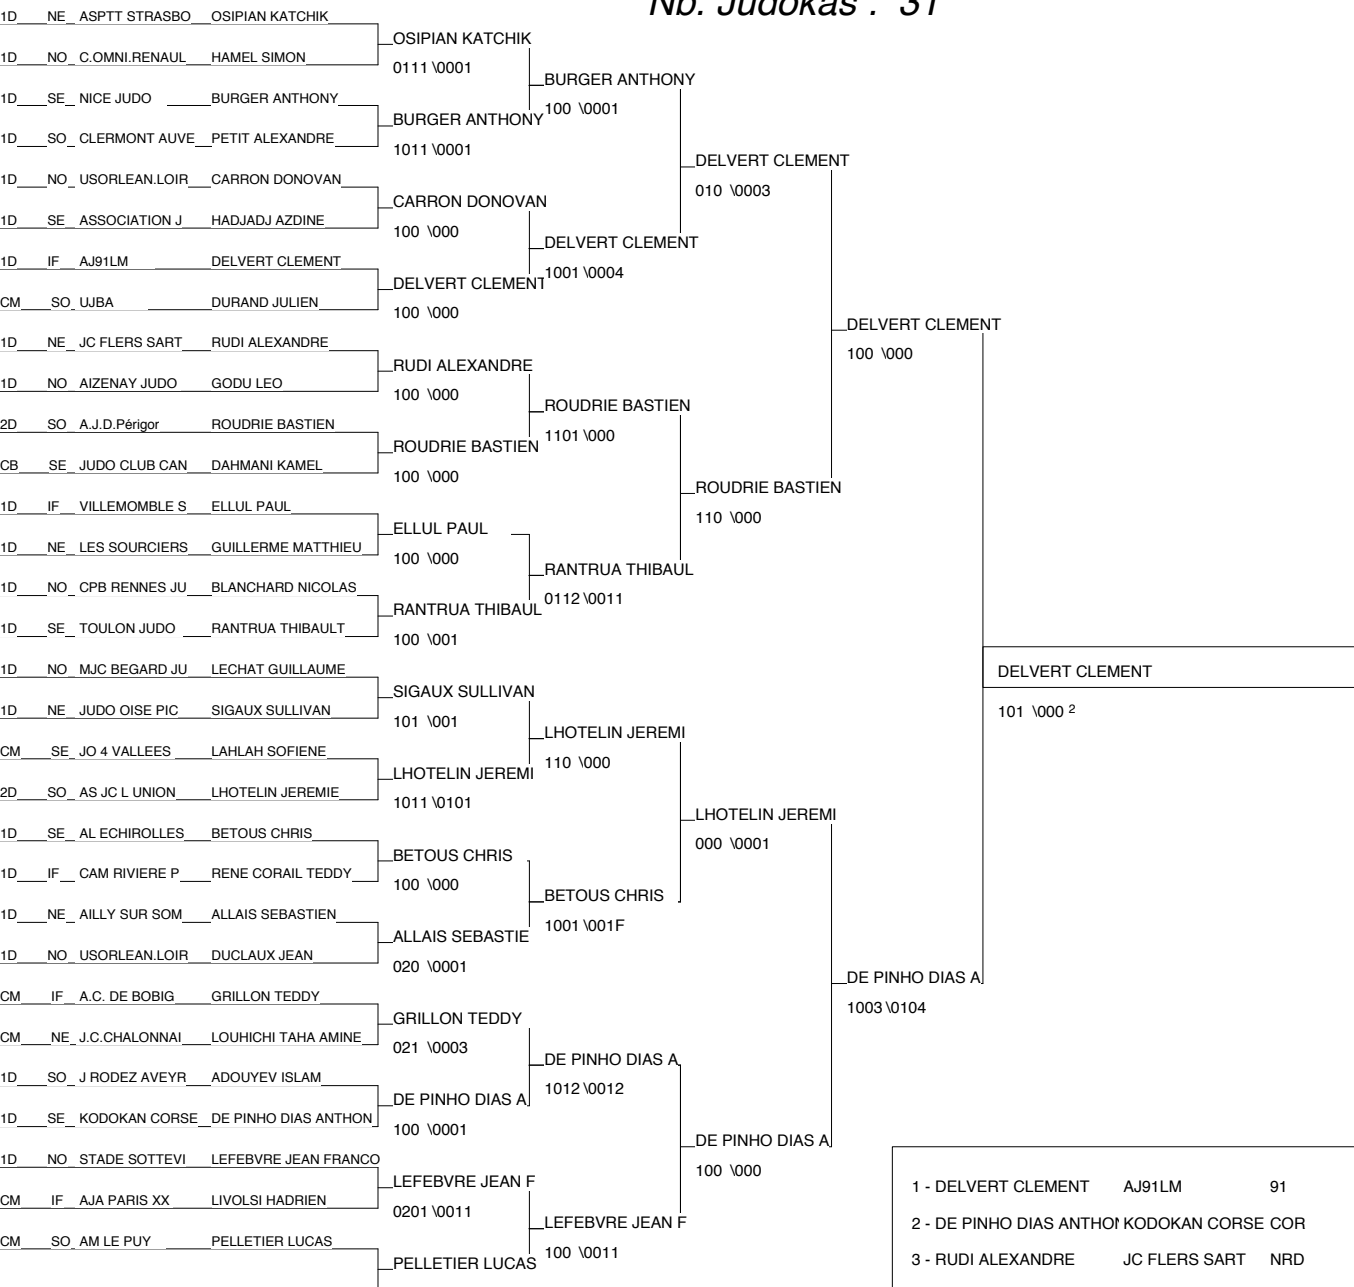 Nb. Judokas : 31
1D NE ASPTT STRASBO OSIPIAN KATCHIK
1D NO C.OMNI.RENAUL HAMEL SIMON
1D SE NICE JUDO BURGER ANTHONY
1D SO CLERMONT AUVE PETIT ALEXANDRE
1D NO USORLEAN.LOIR CARRON DONOVAN
1D SE ASSOCIATION J HADJADJ AZDINE
1D IF AJ91LM DELVERT CLEMENT
CM SO UJBA DURAND JULIEN
1D NE JC FLERS SART RUDI ALEXANDRE
1D NO AIZENAY JUDO GODU LEO
2D SO A.J.D.Périgor ROUDRIE BASTIEN
CB SE JUDO CLUB CAN DAHMANI KAMEL
1D IF VILLEMOMBLE S ELLUL PAUL
1D NE LES SOURCIERS GUILLERME MATTHIEU
1D NO CPB RENNES JU BLANCHARD NICOLAS
1D SE TOULON JUDO RANTRUA THIBAULT
1D NO MJC BEGARD JU LECHAT GUILLAUME
1D NE JUDO OISE PIC SIGAUX SULLIVAN
CM SE JO 4 VALLEES LAHLAH SOFIENE
2D SO AS JC L UNION LHOTELIN JEREMIE
1D SE AL ECHIROLLES BETOUS CHRIS
1D IF CAM RIVIERE P RENE CORAIL TEDDY
1D NE AILLY SUR SOM ALLAIS SEBASTIEN
1D NO USORLEAN.LOIR DUCLAUX JEAN
CM IF A.C. DE BOBIG GRILLON TEDDY
CM NE J.C.CHALONNAI LOUHICHI TAHA AMINE
1D SO J RODEZ AVEYR ADOUYEV ISLAM
1D SE KODOKAN CORSE DE PINHO DIAS ANTHON
1D NO STADE SOTTEVI LEFEBVRE JEAN FRANCO
CM IF AJA PARIS XX LIVOLSI HADRIEN
CM SO AM LE PUY PELLETIER LUCAS
OSIPIAN KATCHIK
0111 \0001
BURGER ANTHONY
1011 \0001
CARRON DONOVAN
100 \000
DELVERT CLEMENT
100 \000
RUDI ALEXANDRE
100 \000
ROUDRIE BASTIEN
100 \000
ELLUL PAUL
100 \000
RANTRUA THIBAUL
100 \001
SIGAUX SULLIVAN
101 \001
LHOTELIN JEREMI
1011 \0101
BETOUS CHRIS
100 \000
ALLAIS SEBASTIE
020 \0001
GRILLON TEDDY
021 \0003
DE PINHO DIAS A
100 \0001
LEFEBVRE JEAN F
0201 \0011
PELLETIER LUCAS
BURGER ANTHONY
100 \0001
DELVERT CLEMENT
1001 \0004
ROUDRIE BASTIEN
1101 \000
RANTRUA THIBAUL
0112 \0011
LHOTELIN JEREMI
110 \000
BETOUS CHRIS
1001 \001F
DE PINHO DIAS A
1012 \0012
LEFEBVRE JEAN F
100 \0011
DELVERT CLEMENT
010 \0003
ROUDRIE BASTIEN
110 \000
LHOTELIN JEREMI
000 \0001
DE PINHO DIAS A
100 \000
DELVERT CLEMENT
100 \000
DE PINHO DIAS A
1003 \0104
DELVERT CLEMENT
101 \000 2
1 - DELVERT CLEMENT AJ91LM 91
2 - DE PINHO DIAS ANTHON KODOKAN CORSE COR
3 - RUDI ALEXANDRE JC FLERS SART NRD